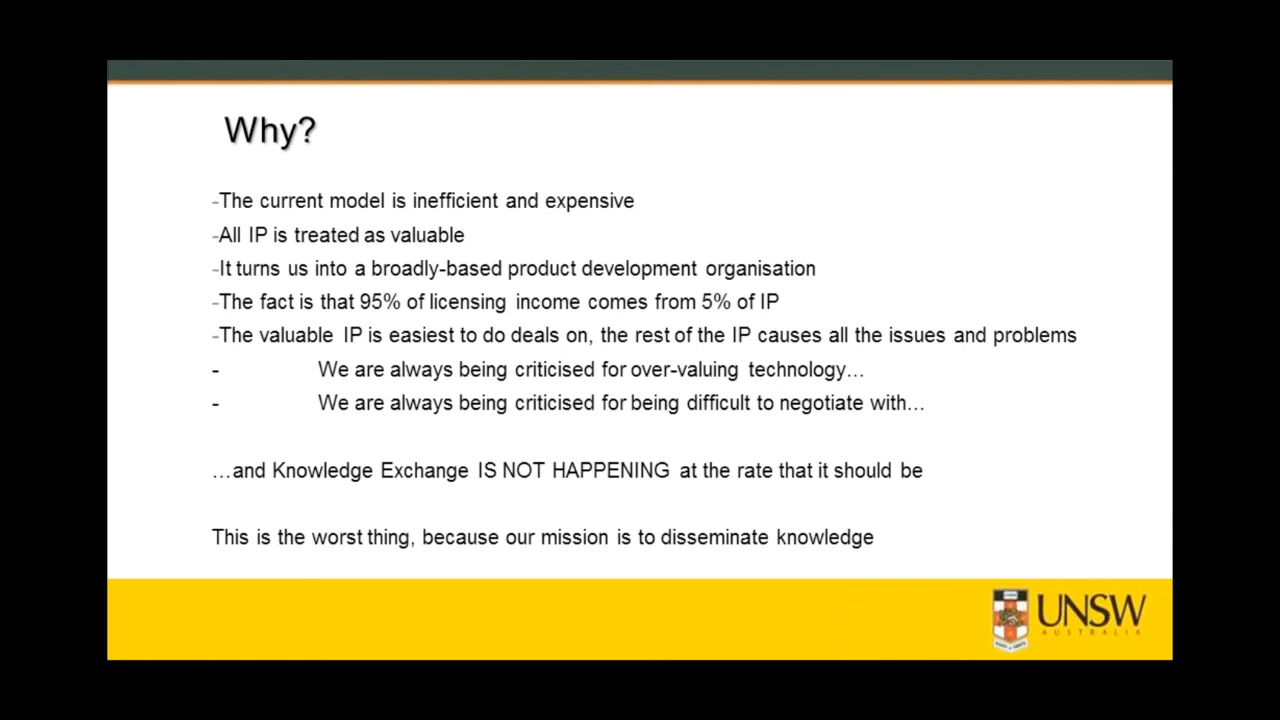 Why?
-The current model is inefficient and expensive
-All IP is treated as valuable
-It turns us into a broadly-based product development organisation
-The fact is that 95% of licensing income comes from 5% of IP
-The valuable IP is easiest to do deals on, the rest of the IP causes all the issues and problems
- We are always being criticised for over-valuing technology…
- We are always being criticised for being difficult to negotiate with…
…and Knowledge Exchange IS NOT HAPPENING at the rate that it should be
This is the worst thing, because our mission is to disseminate knowledge
UNSW
AUSTRALIA